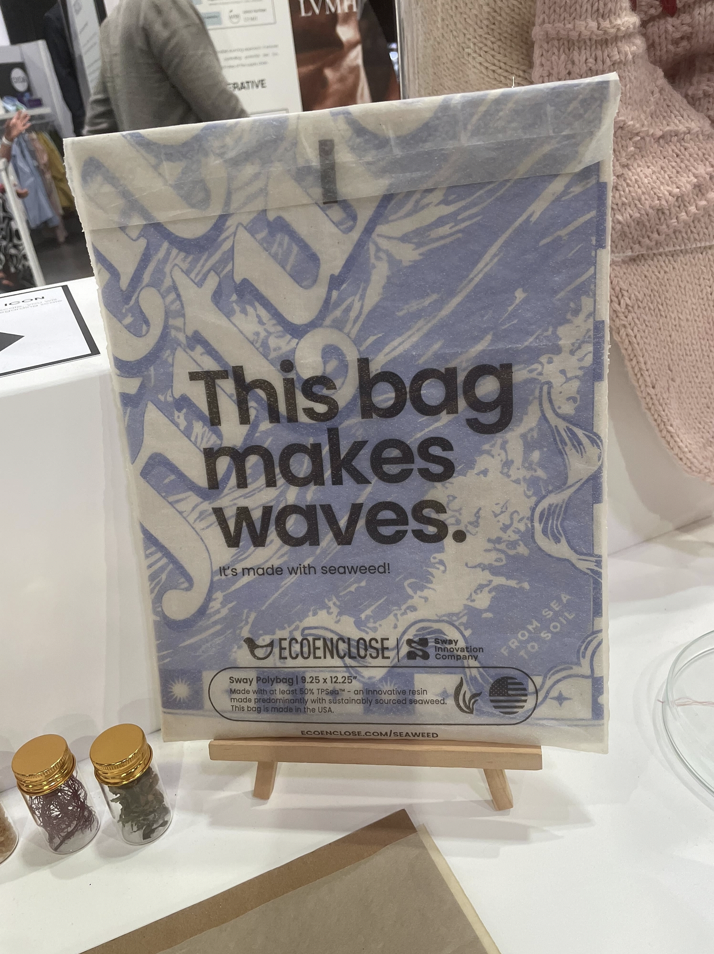 LVMH
ERATIVE
ICON
This bag
makes
waves.
It's made with seaweed!
FROM SEA
TO SOIL
ECOENCLOSE | Sway
Innovation
Company
Sway Polybag | 9.25 x 12.25"
Made with at least 50% TPSea™ - an innovative resin
made predominantly with sustainably sourced seaweed.
This bag is made in the USA.
ECOENCLOSE.COM/SEAWEED